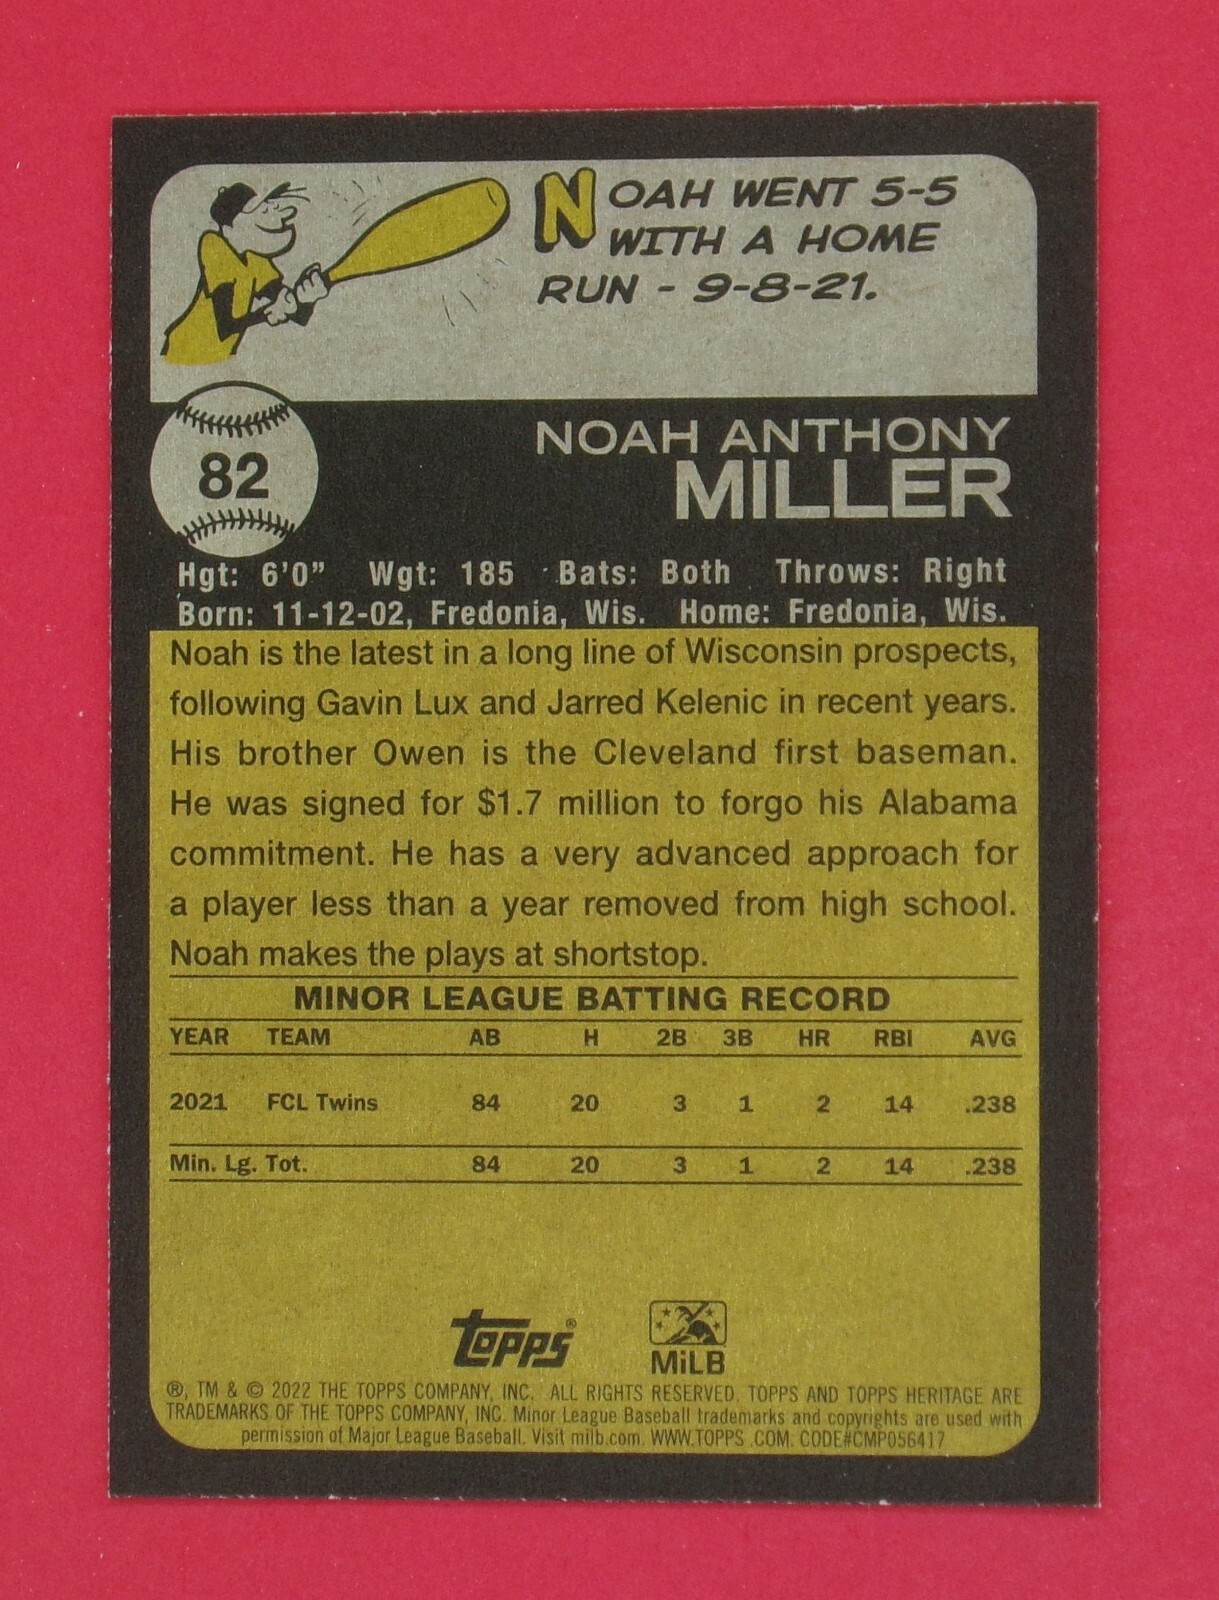 NOAH WENT 5-5
WITH A HOME
RUN - 9-8-21.
82
NOAH ANTHONY
MILLER
Hgt: 6'0” Wgt: 185 Bats: Both Throws: Right
Born: 11-12-02, Fredonia, Wis. Home: Fredonia, Wis.
Noah is the latest in a long line of Wisconsin prospects,
following Gavin Lux and Jarred Kelenic in recent years.
His brother Owen is the Cleveland first baseman.
He was signed for $1.7 million to forgo his Alabama
commitment. He has a very advanced approach for
a player less than a year removed from high school.
Noah makes the plays at shortstop.
MINOR LEAGUE BATTING RECORD
YEAR TEAM AB H 2B 3B HR RBI AVG
2021 FCL Twins 84 20 3 1 2 14 .238
Min. Lg. Tot. 84 20 3 1 2 14 .238
Topps®
MiLB
®, TM & © 2022 THE TOPPS COMPANY, INC. ALL RIGHTS RESERVED. TOPPS AND TOPPS HERITAGE ARE
TRADEMARKS OF THE TOPPS COMPANY, INC. Minor League Baseball trademarks and copyrights are used with
permission of Major League Baseball. Visit milb.com. WWW.TOPPS .COM. CODE#CMP056417